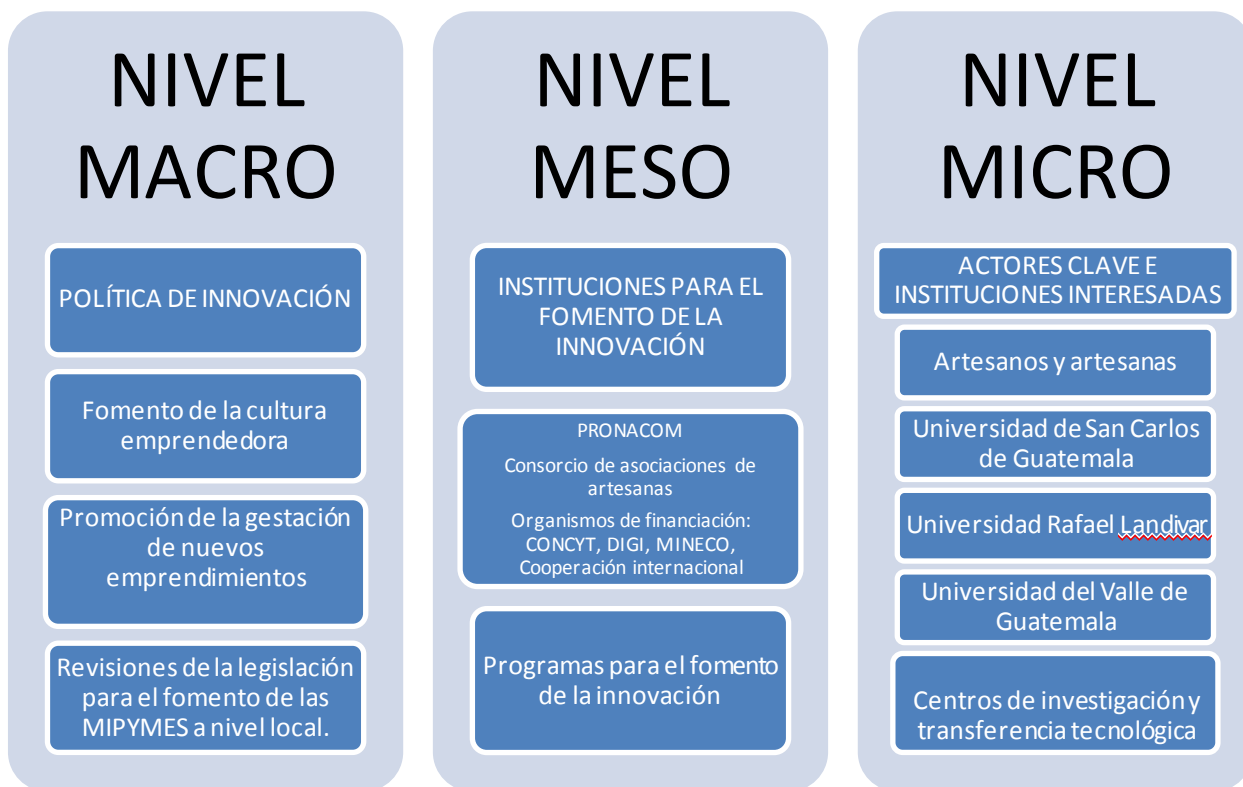 NIVEL
MACRO
POLÍTICA DE INNOVACIÓN
Fomento de la cultura
emprendedora
Promoción de la gestación
de nuevos
emprendimientos
Revisiones de la legislación
para el fomento de las
MIPYMES a nivel local.
NIVEL
MESO
INSTITUCIONES PARA EL
FOMENTO DE LA
INNOVACIÓN
PRONACOM
Consorcio de asociaciones de
artesanas
Organismos de financiación:
CONCYT, DIGI, MINECO,
Cooperación internacional
Programas para el fomento
de la innovación
NIVEL
MICRO
ACTORES CLAVE E
INSTITUCIONES INTERESADAS
Artesanos y artesanas
Universidad de San Carlos
de Guatemala
Universidad Rafael Landivar
Universidad del Valle de
Guatemala
Centros de investigación y
transferencia tecnológica